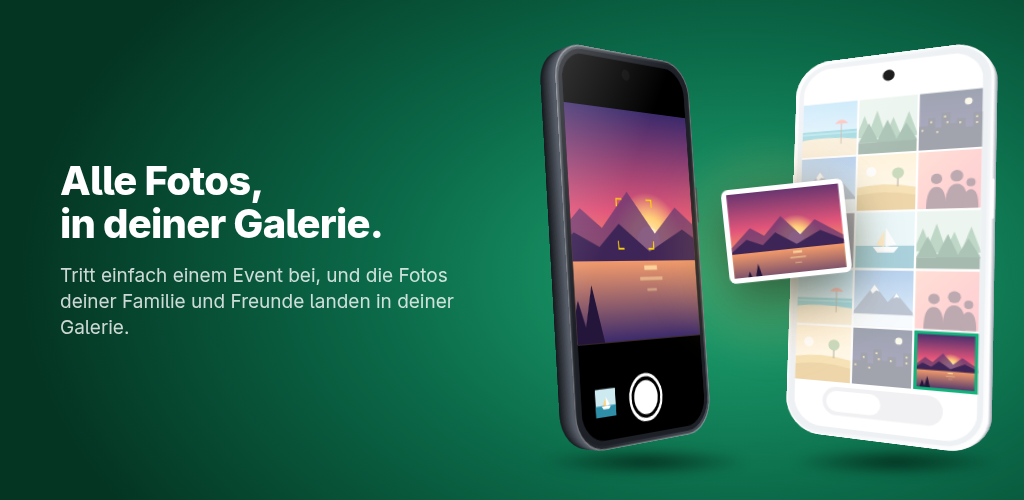 Alle Fotos,
in deiner Galerie.
Tritt einfach einem Event bei, und die Fotos
deiner Familie und Freunde landen in deiner
Galerie.